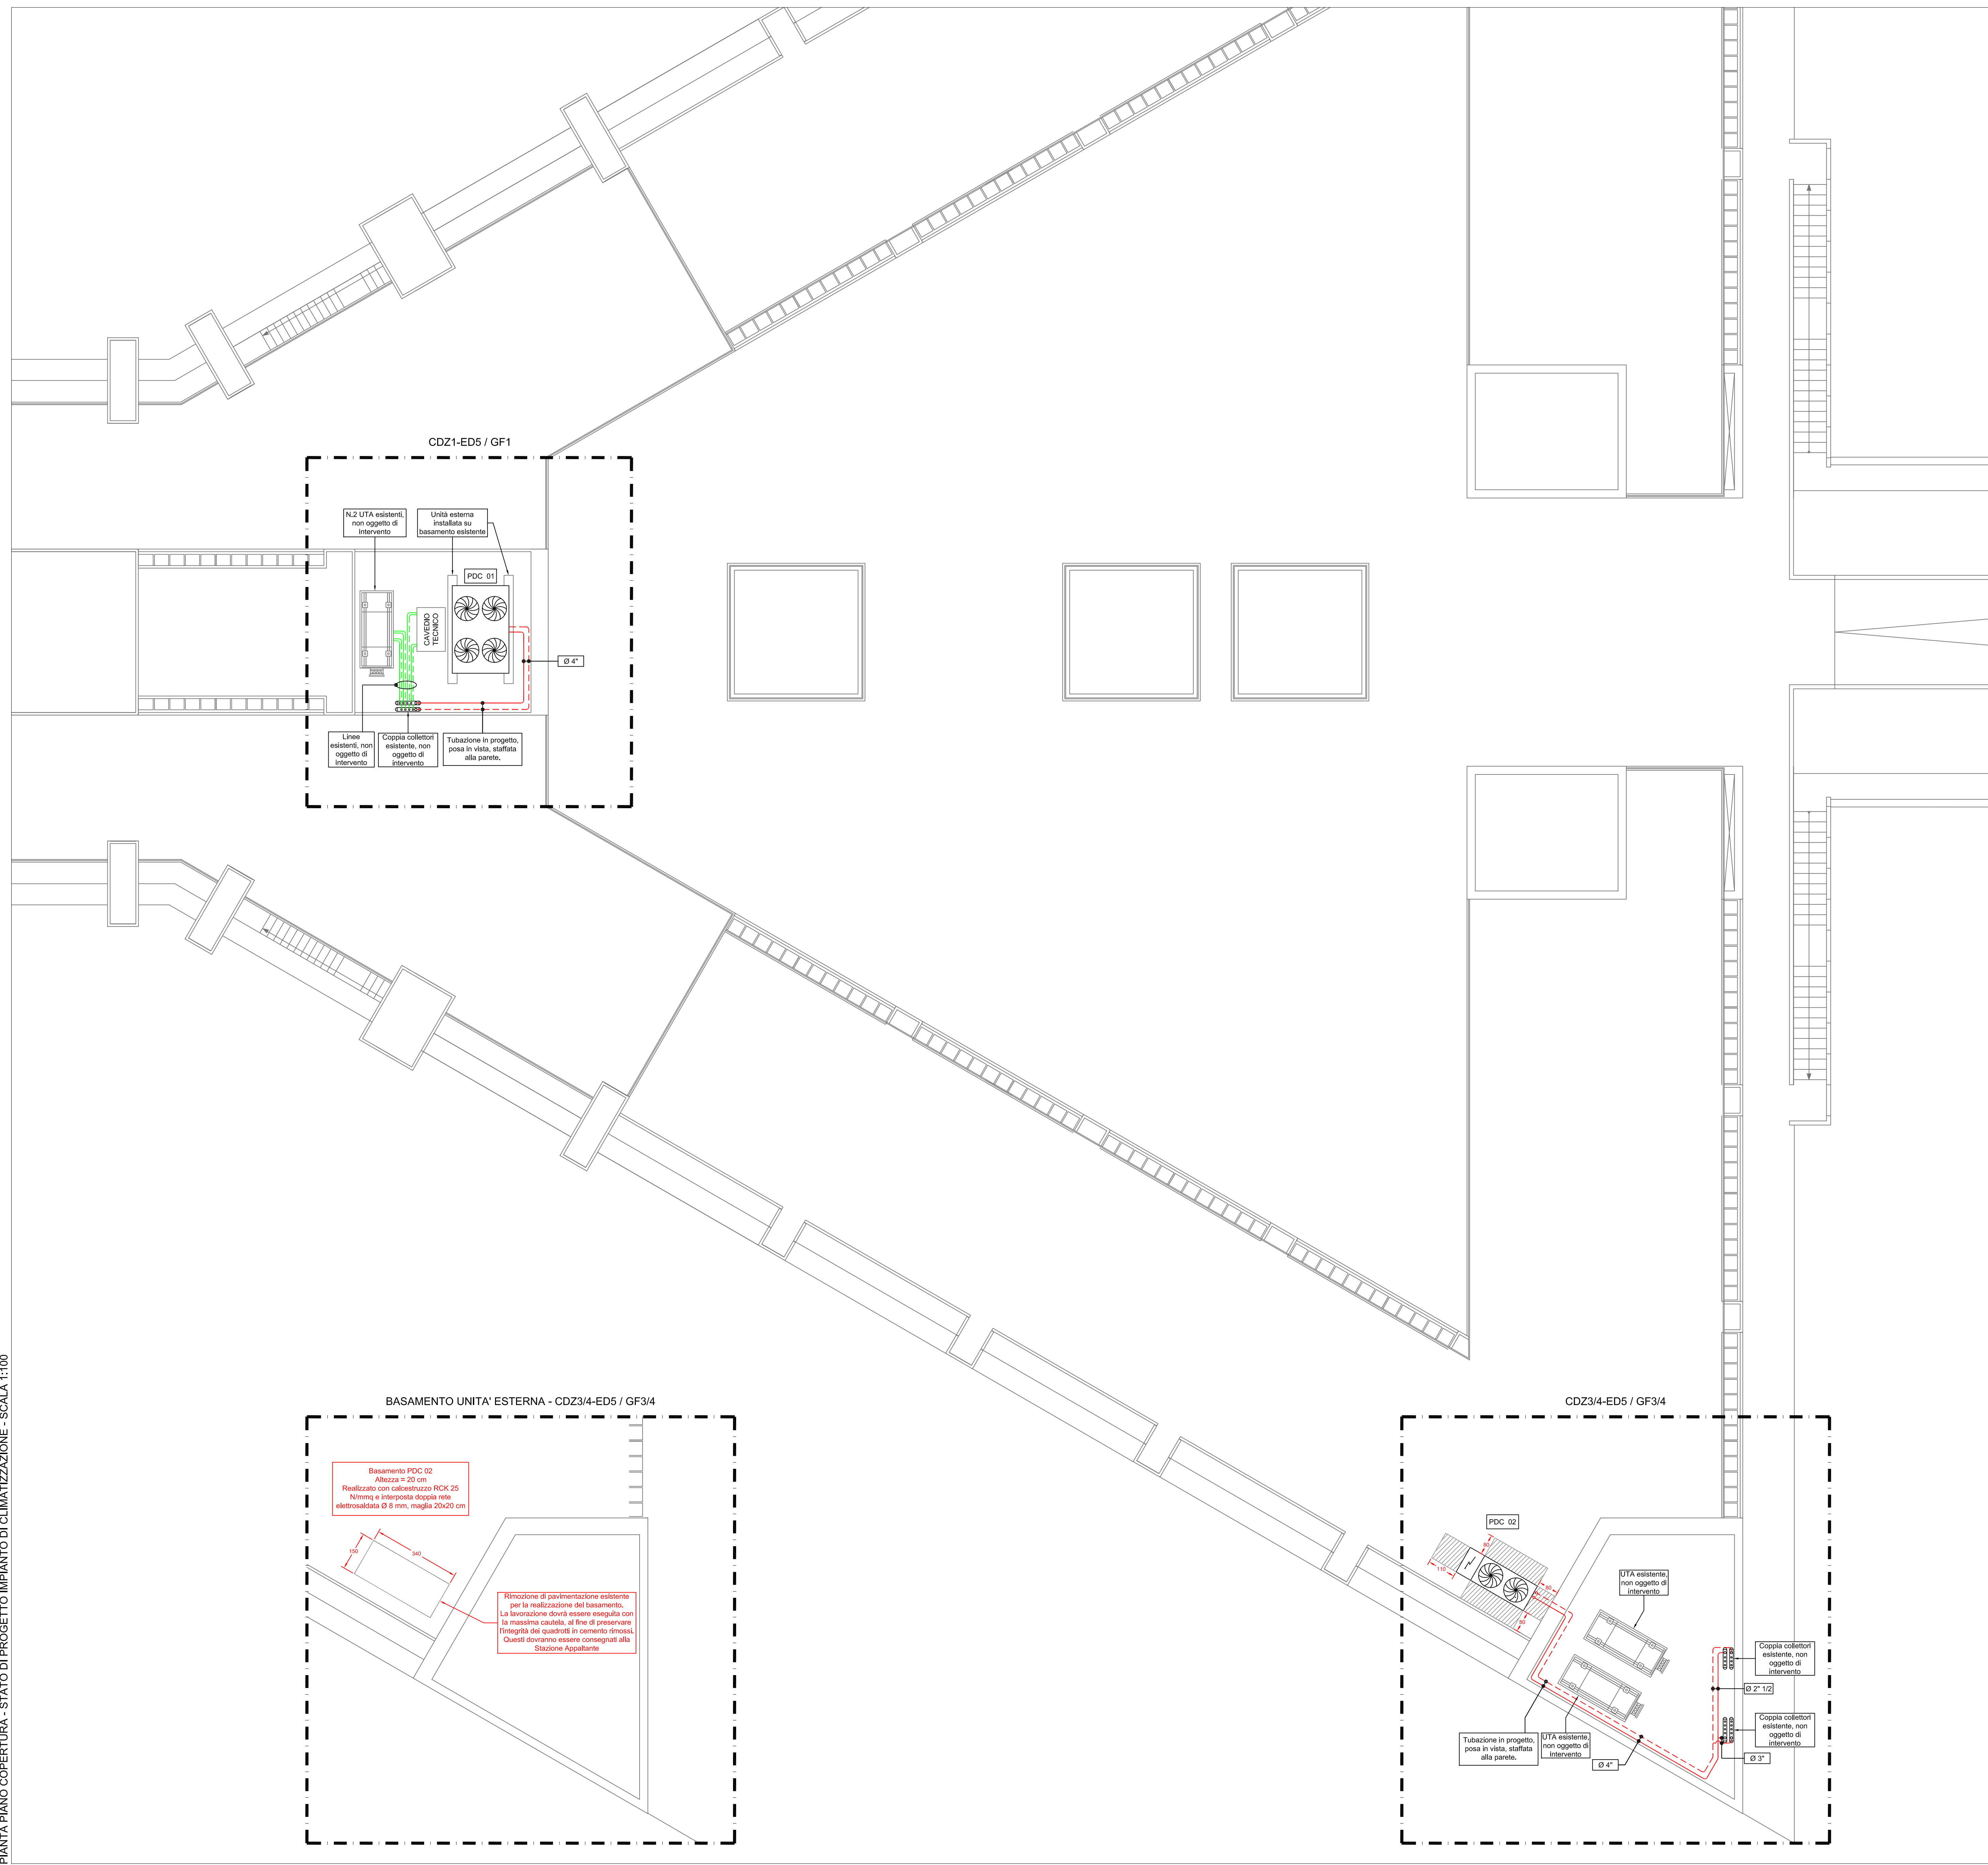 CDZ1-ED5 / GF1
N.2 UTA esistenti,
non oggetto di
intervento
Unità esterna
installata su
basamento esistente
PDC 01
CAVEDIO
TECNICO
Ø 4"
Linee
esistenti, non
oggetto di
intervento
Coppia collettori
esistente, non
oggetto di
intervento
Tubazione in progetto,
posa in vista, staffata
alla parete.
PIANTA PIANO COPERTURA - STATO DI PROGETTO IMPIANTO DI CLIMATIZZAZIONE - SCALA 1:100
BASAMENTO UNITA' ESTERNA - CDZ3/4-ED5 / GF3/4
Basamento PDC 02
Altezza = 20 cm
Realizzato con calcestruzzo RCK 25
N/mmq e interposta doppia rete
elettrosaldata Ø 8 mm, maglia 20x20 cm
150
340
Rimozione di pavimentazione esistente
per la realizzazione del basamento.
La lavorazione dovrà essere eseguita con
la massima cautela, al fine di preservare
l'integrità dei quadrotti in cemento rimossi.
Questi dovranno essere consegnati alla
Stazione Appaltante
CDZ3/4-ED5 / GF3/4
PDC 02
80
110
80
80
UTA esistente,
non oggetto di
intervento
Coppia collettori
esistente, non
oggetto di
intervento
Ø 2" 1/2
Coppia collettori
esistente, non
oggetto di
intervento
Ø 3"
Tubazione in progetto,
posa in vista, staffata
alla parete.
UTA esistente,
non oggetto di
intervento
Ø 4"